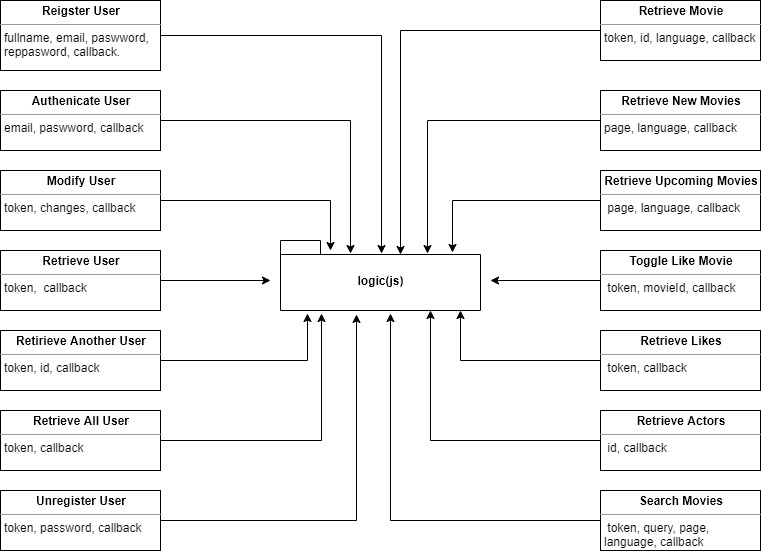 Reigster User
fullname, email, paswword,
reppasword, callback.
Authenicate User
email, paswword, callback
Modify User
token, changes, callback
Retrieve User
token, callback
Retirieve Another User
token, id, callback
Retrieve All User
token, callback
Unregister User
token, password, callback
logic(js)
Retrieve Movie
token, id, language, callback
Retrieve New Movies
page, language, callback
Retrieve Upcoming Movies
page, language, callback
Toggle Like Movie
token, movieId, callback
Retrieve Likes
token, callback
Retrieve Actors
id, callback
Search Movies
token, query, page,
language, callback